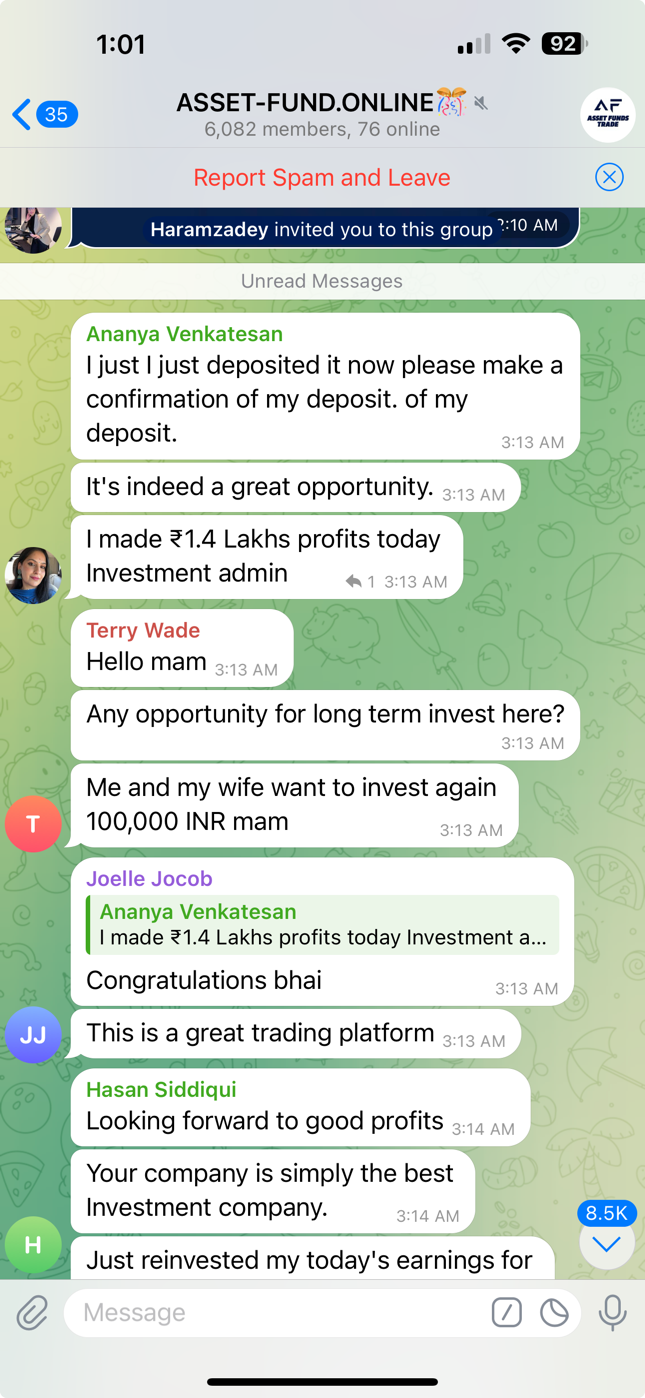 1:01
92
35
ASSET-FUND.ONLINE
6,082 members, 76 online
AF
ASSET FUNDS
TRADE
Report Spam and Leave
Haramzadey invited you to this group
2:10 AM
Unread Messages
Ananya Venkatesan
I just I just deposited it now please make a
confirmation of my deposit. of my
deposit.
3:13 AM
It's indeed a great opportunity. 3:13 AM
I made ₹1.4 Lakhs profits today
Investment admin
1 3:13 AM
Terry Wade
Hello mam 3:13 AM
Any opportunity for long term invest here?
3:13 AM
Me and my wife want to invest again
100,000 INR mam
3:13 AM
T
Joelle Jocob
Ananya Venkatesan
I made ₹1.4 Lakhs profits today Investment a...
Congratulations bhai
3:13 AM
JJ
This is a great trading platform 3:13 AM
Hasan Siddiqui
Looking forward to good profits 3:14 AM
Your company is simply the best
Investment company.
3:14 AM
8.5K
H
Just reinvested my today's earnings for
Message